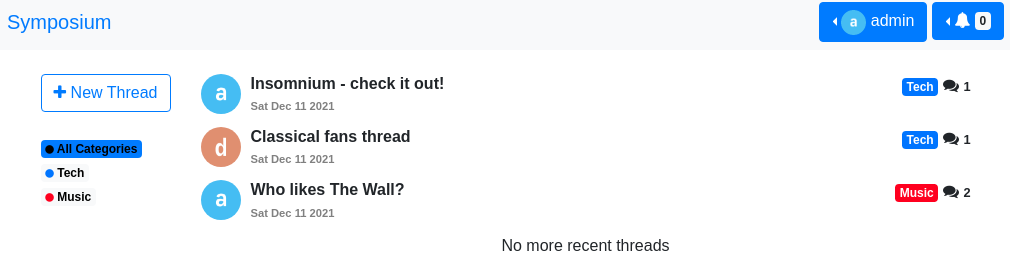 Symposium
a admin 0
New Thread
All Categories
Tech
Music
a Insomnium - check it out! Tech 1
Sat Dec 11 2021
d Classical fans thread Tech 1
Sat Dec 11 2021
a Who likes The Wall? Music 2
Sat Dec 11 2021
No more recent threads